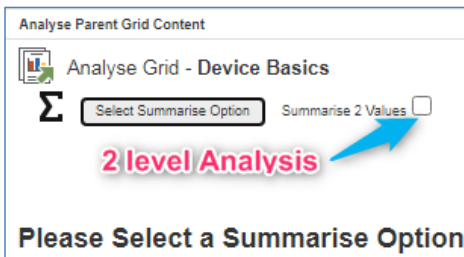 Analyse Parent Grid Content
Analyse Grid - Device Basics
Σ Select Summarise Option Summarise 2 Values
2 level Analysis
Please Select a Summarise Option